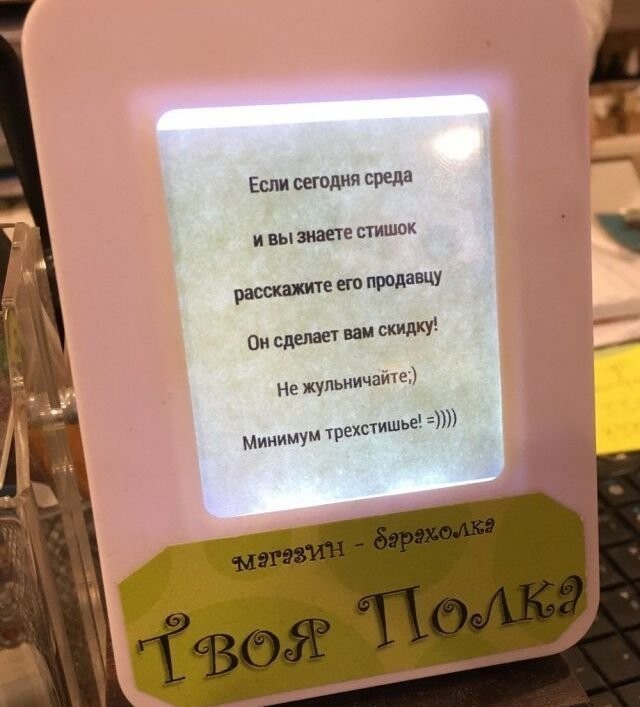 Если сегодня среда
и вы знаете стишок
расскажите его продавцу
Он сделает вам скидку!
Не жульничайте;)
Минимум трехстишье! =))))
магазин - барахолка
Твоя Полка